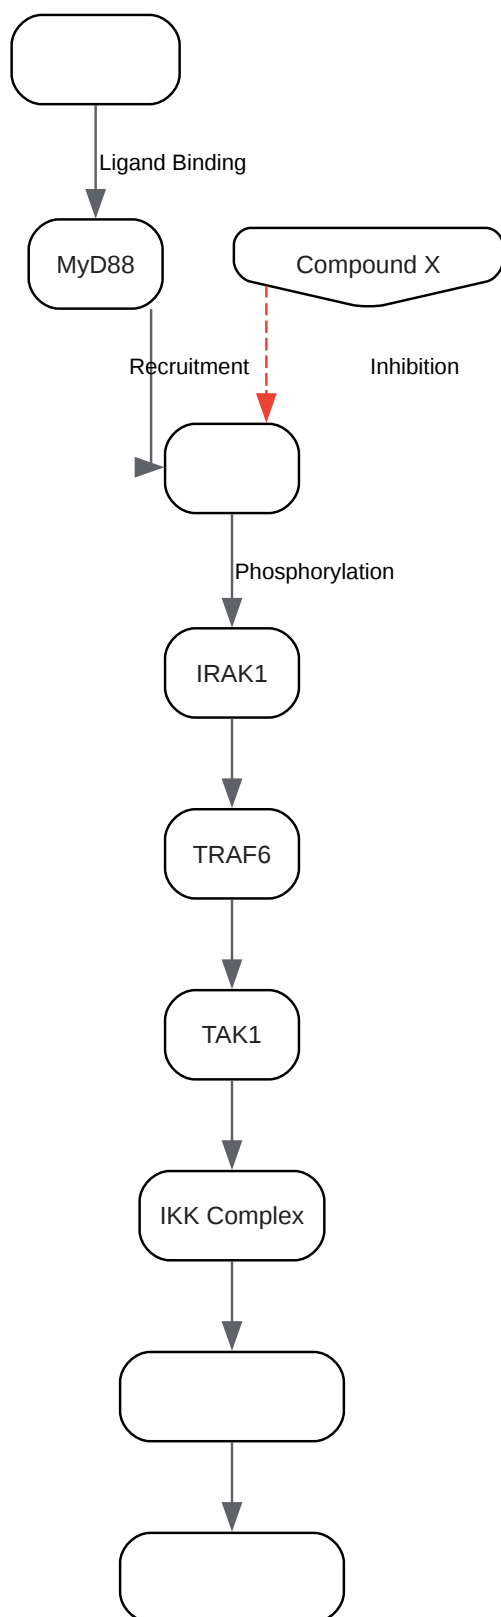 Ligand Binding
MyD88
Compound X
Recruitment
Inhibition
Phosphorylation
IRAK1
TRAF6
TAK1
IKK Complex